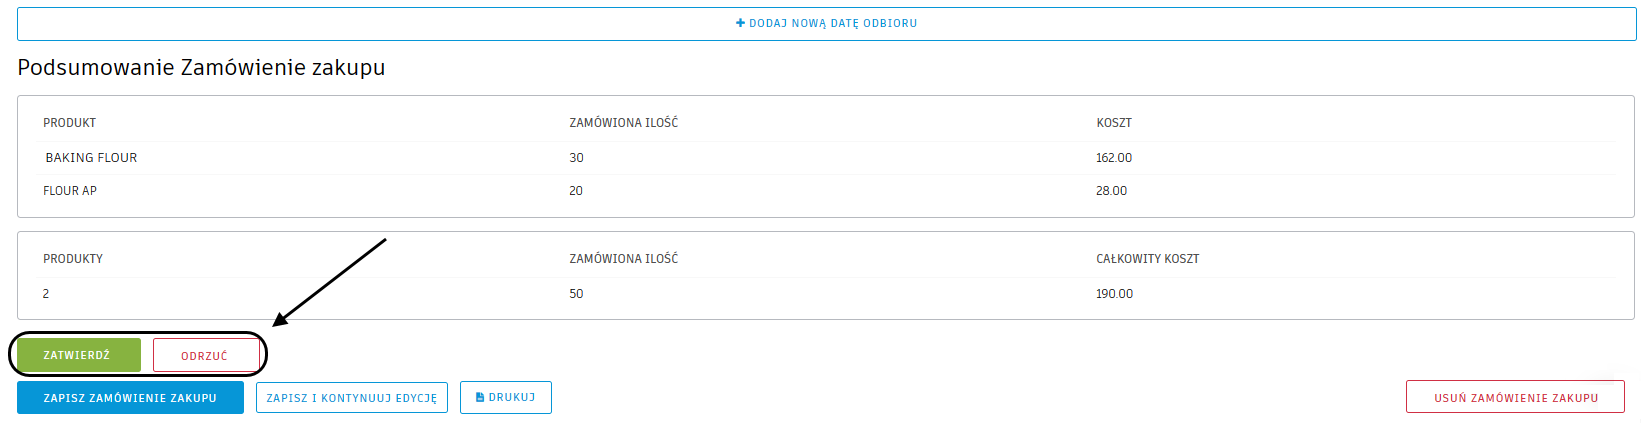 DODAJ NOWĄ DATĘ ODBIORU
Podsumowanie Zamówienie zakupu
PRODUKT ZAMÓWIONA ILOŚĆ KOSZT
BAKING FLOUR 30 162.00
FLOUR AP 20 28.00
PRODUKTY ZAMÓWIONA ILOŚĆ CAŁKOWITY KOSZT
2 50 190.00
ZATWIERDŹ ODRZUĆ
ZAPISZ ZAMÓWIENIE ZAKUPU ZAPISZ I KONTYNUUJ EDYCJĘ DRUKUJ USUŃ ZAMÓWIENIE ZAKUPU